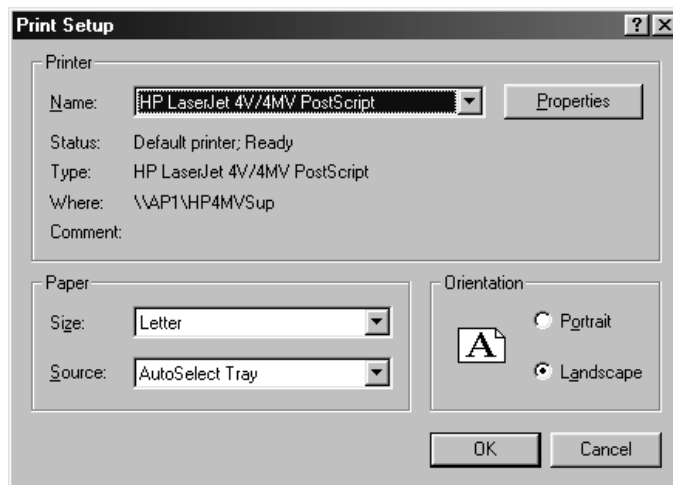 Print Setup
Printer
Name: HP LaserJet 4V/4MV PostScript Properties
Status: Default printer; Ready
Type: HP LaserJet 4V/4MV PostScript
Where: \\AP1\HP4MVSup
Comment:
Paper
Size: Letter
Source: AutoSelect Tray
Orientation
A
Portrait
Landscape
OK Cancel